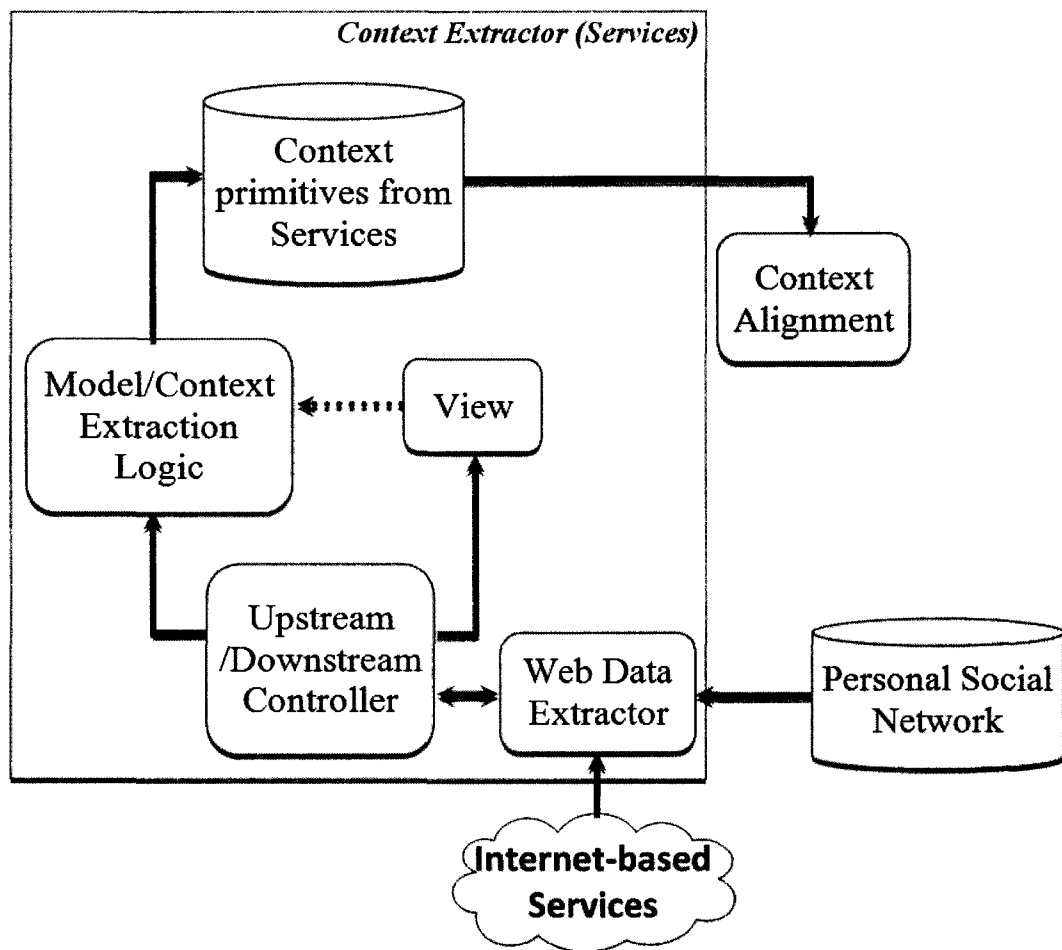 Context Extractor (Services)
Context
primitives from
Services
Context
Alignment
Model/Context
Extraction
Logic
View
Upstream
/Downstream
Controller
Web Data
Extractor
Personal Social
Network
Internet-based
Services